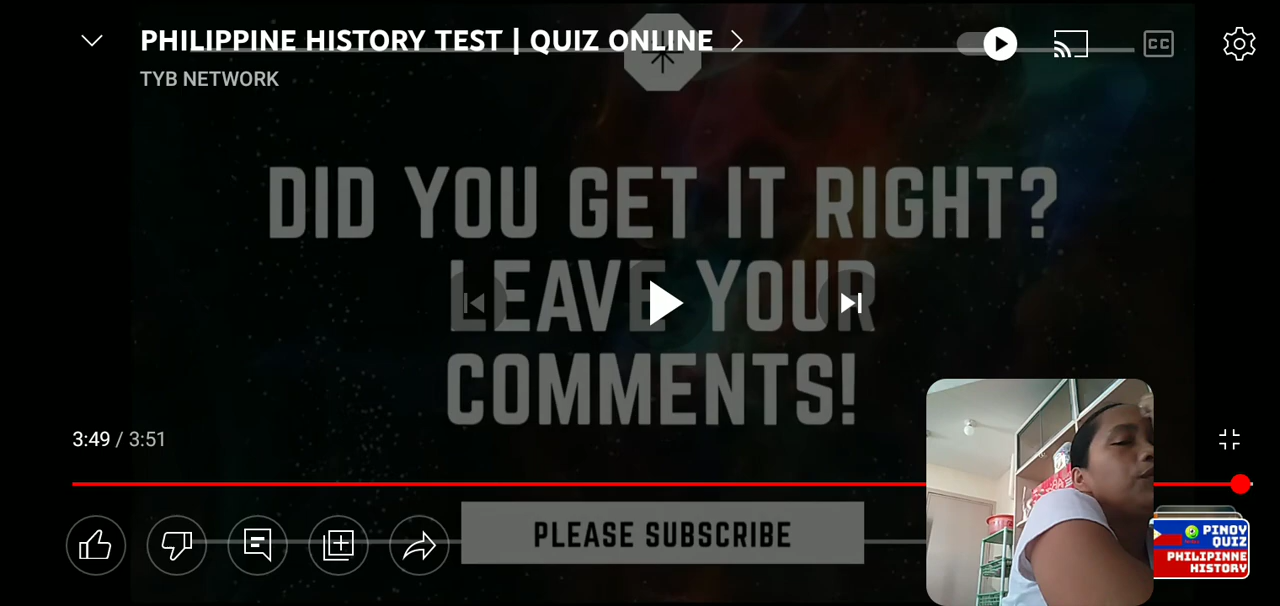 PHILIPPINE HISTORY TEST | QUIZ ONLINE
TYB NETWORK
CC
DID YOU GET IT RIGHT?
LEAVE YOUR
COMMENTS!
3:49 / 3:51
PLEASE SUBSCRIBE
PINOY
QUIZ
PHILIPINNE
HISTORY